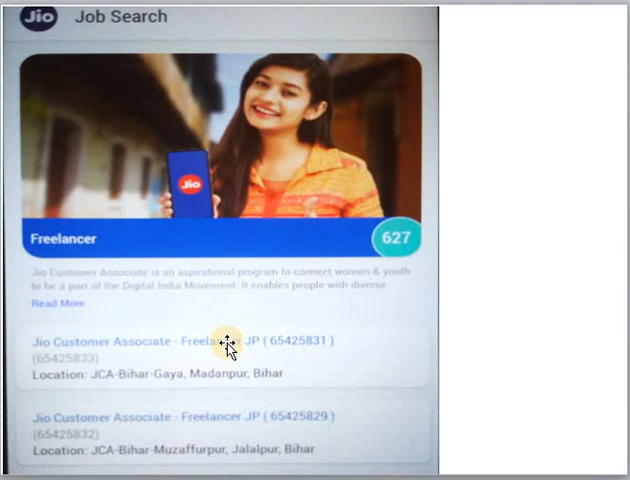 Jio Job Search
Jio
Freelancer 627
Jio Customer Associate is an aspirational program to connect women & youth
to be a part of the Digital India Movement. It enables people with diverse
Read More
Jio Customer Associate - Freelancer JP ( 65425831 )
(65425833)
Location: JCA-Bihar-Gaya, Madanpur, Bihar
Jio Customer Associate - Freelancer JP ( 65425829 )
(65425832)
Location: JCA-Bihar-Muzaffurpur, Jalalpur, Bihar